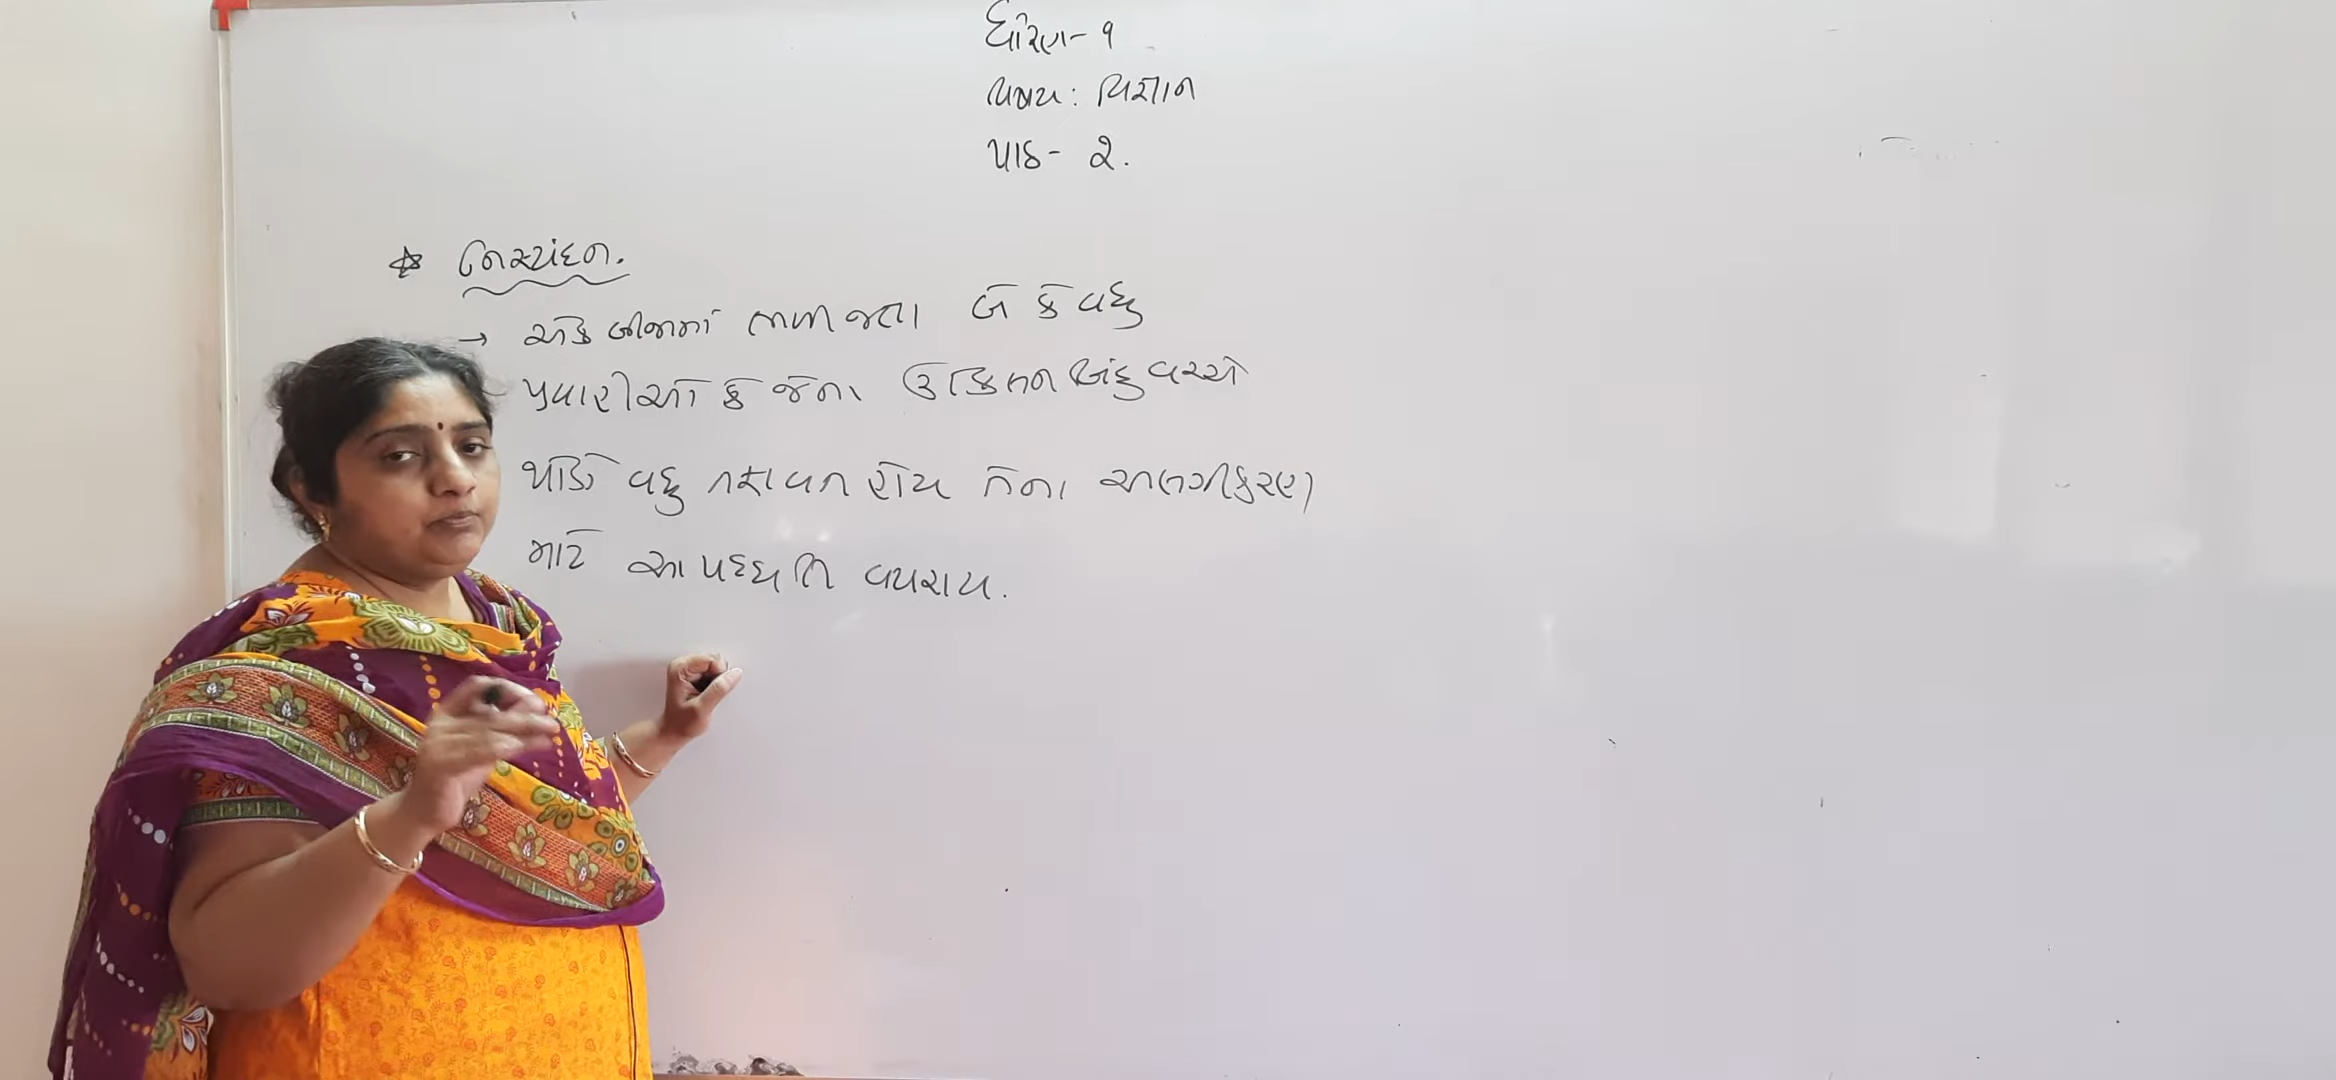 ધોરણ - ૧
વિષય : વિજ્ઞાન
પાઠ - ૨.
☆ નિસ્યંદન.
→ એક બીજામાં ભળી જતા બે કે વધુ
પ્રવાહીઓ કે જેના ઉત્કલન બિંદુ વચ્ચે
થોડો વધુ તફાવત હોય તેના અલગીકરણ
માટે આ પદ્ધતિ વપરાય.